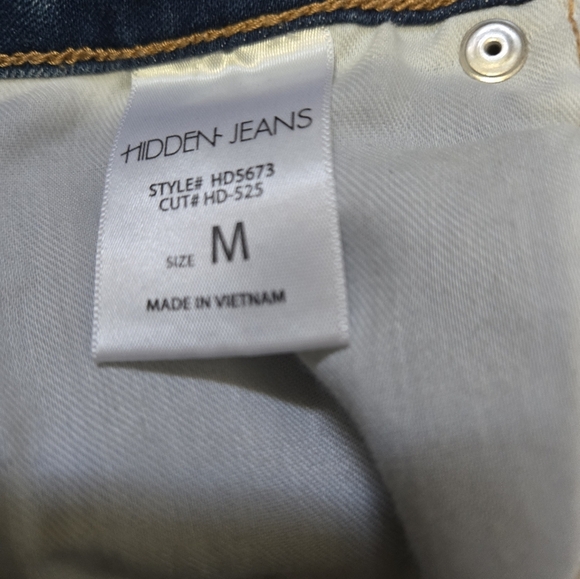 HIDDEN JEANS
STYLE# HD5673
CUT# HD-525
SIZE M
MADE IN VIETNAM